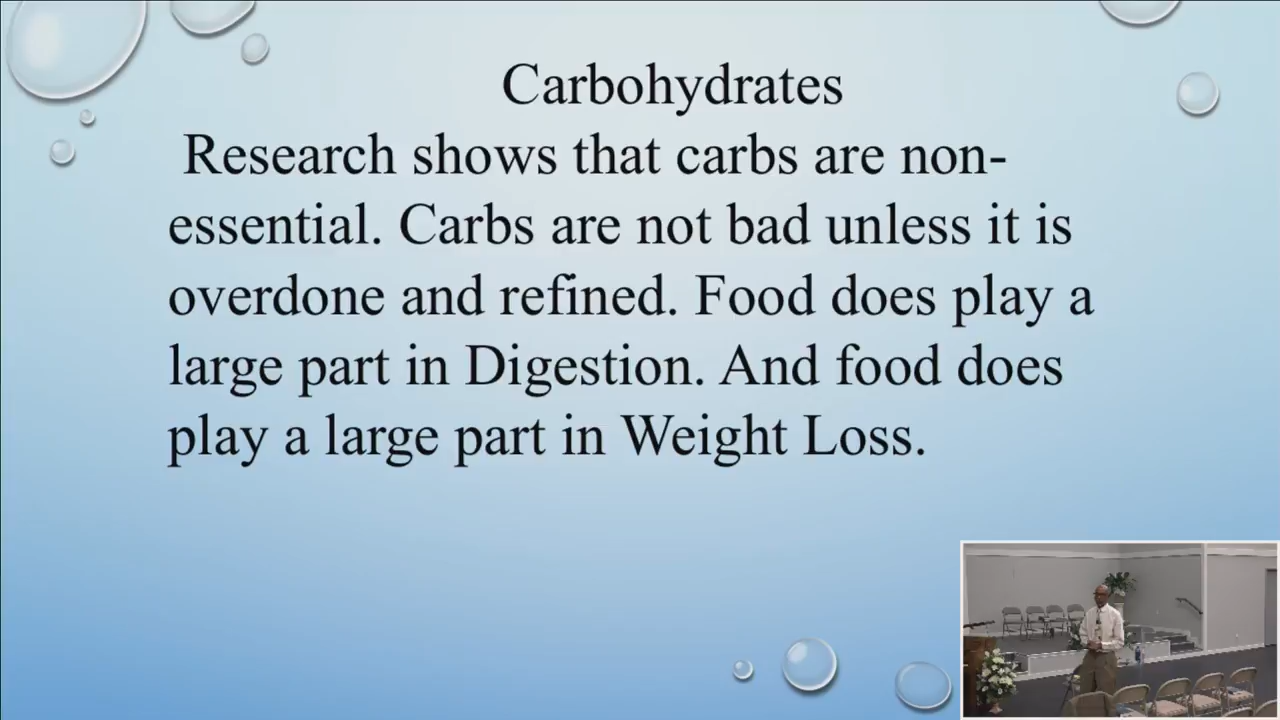 Carbohydrates
Research shows that carbs are non-
essential. Carbs are not bad unless it is
overdone and refined. Food does play a
large part in Digestion. And food does
play a large part in Weight Loss.